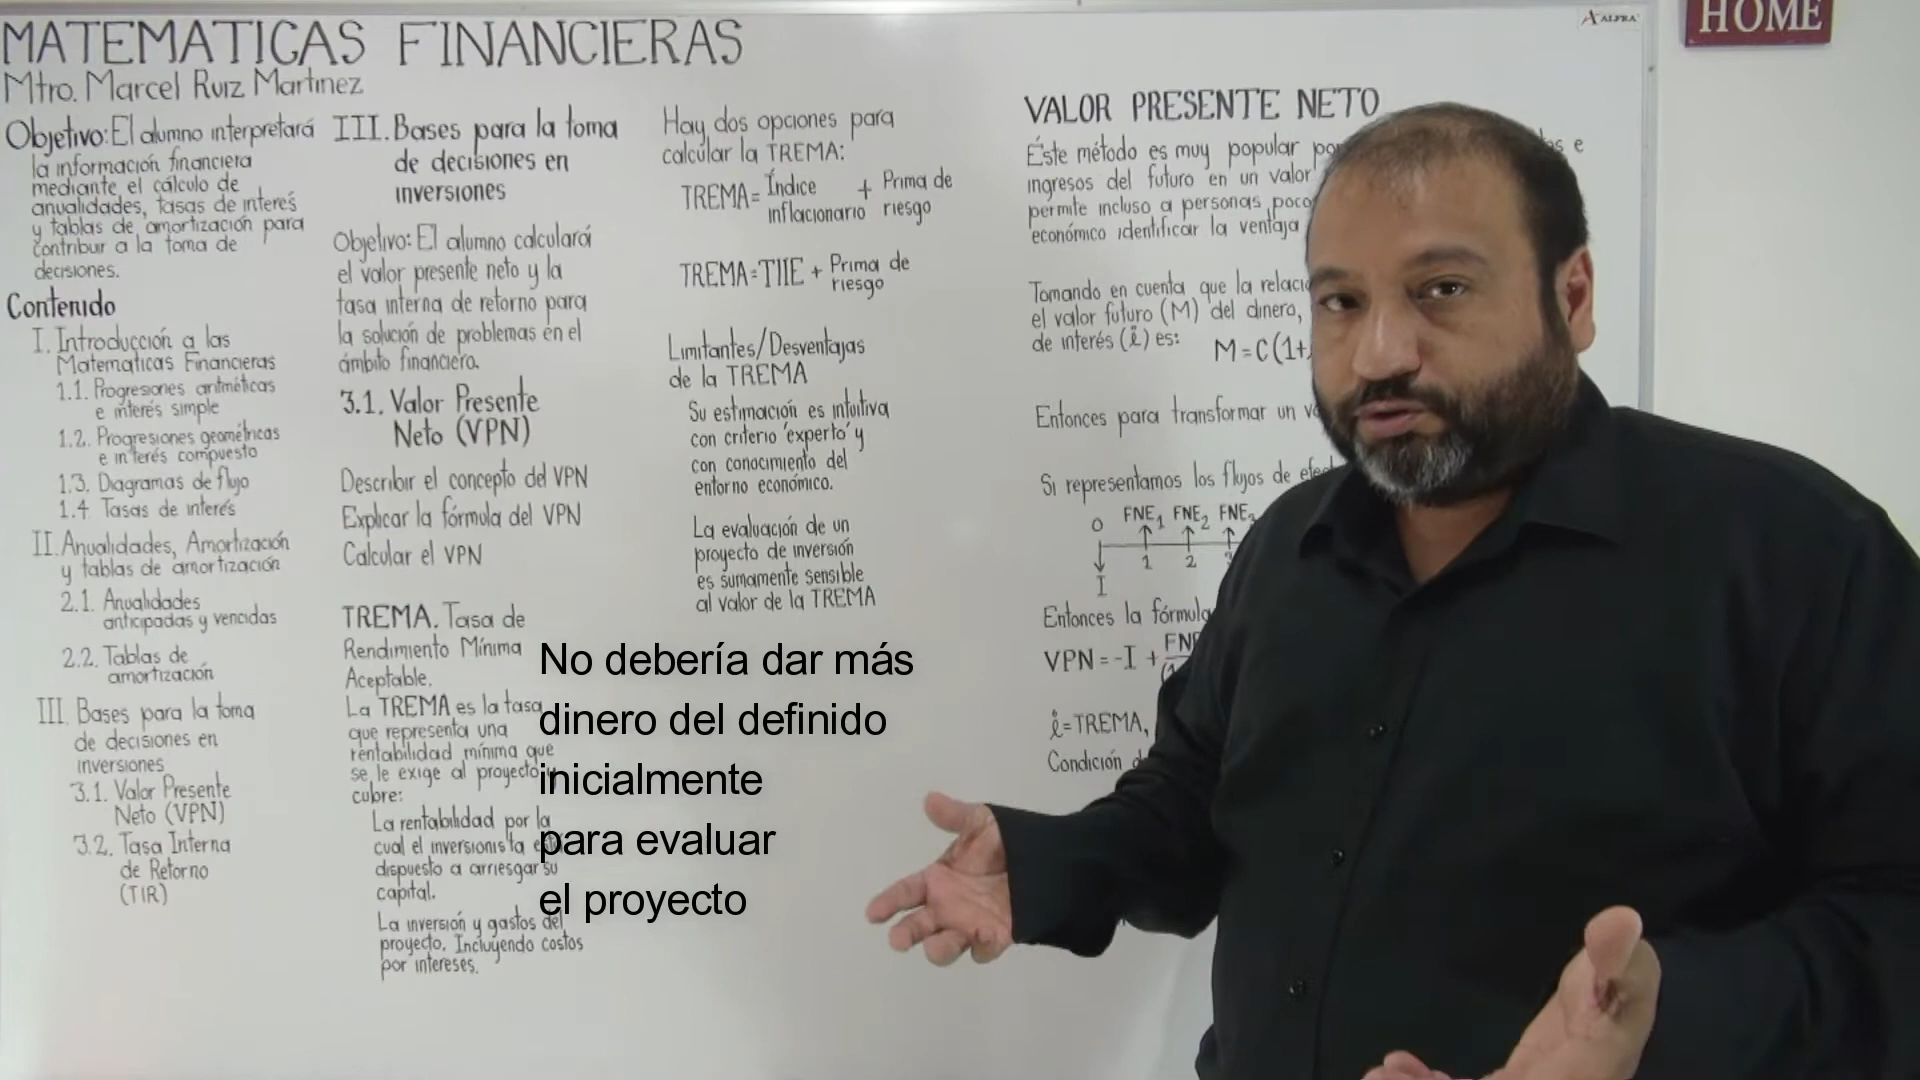 MATEMATICAS FINANCIERAS
Mtro. Marcel Ruiz Martinez
Objetivo: El alumno interpretará
la información financiera
mediante el cálculo de
anualidades, tasas de interés
y tablas de amortización para
contribuir a la toma de
decisiones.
Contenido
I. Introducción a las
Matematicas Financieras
1.1. Progresiones aritméticas
e interés simple
1.2. Progresiones geométricas
e interés compuesto
1.3. Diagramas de flujo
1.4. Tasas de interés
II. Anualidades, Amortización
y tablas de amortización
2.1. Anualidades
anticipadas y vencidas
2.2. Tablas de
amortización
III. Bases para la toma
de decisiones en
inversiones
3.1. Valor Presente
Neto (VPN)
3.2. Tasa Interna
de Retorno
(TIR)
III. Bases para la toma
de decisiones en
inversiones
Objetivo: El alumno calculará
el valor presente neto y la
tasa interna de retorno para
la solución de problemas en el
ámbito financiero.
3.1. Valor Presente
Neto (VPN)
Describir el concepto del VPN
Explicar la fórmula del VPN
Calcular el VPN
TREMA. Tasa de
Rendimiento Mínima
Aceptable.
La TREMA es la tasa
que representa una
rentabilidad mínima que
se le exige al proyecto y
cubre:
La rentabilidad por la
cual el inversionista
dispuesto a arriesgar su
capital.
La inversión y gastos del
proyecto. Incluyendo costos
por intereses.
Hay dos opciones para
calcular la TREMA:
TREMA= Índice inflacionario + Prima de riesgo
TREMA=TIIE + Prima de riesgo
Limitantes/Desventajas
de la TREMA
Su estimación es intuitiva
con criterio 'experto' y
con conocimiento del
entorno económico.
La evaluación de un
proyecto de inversión
es sumamente sensible
al valor de la TREMA
No debería dar más
dinero del definido
inicialmente
para evaluar
el proyecto
VALOR PRESENTE NETO
Éste método es muy popular e
ingresos del futuro en un valor
permite incluso a personas poco
económico identificar la ventaja
Tomando en cuenta que la
el valor futuro (M) del dinero,
de interés (i) es: M=C(1+
Entonces para transformar un
Si representamos los flujos de
0 FNE1 FNE2 FNE3
1 2
I
Entonces la fórmula
VPN=-I +
i=TREMA,
Condición
ALFRA
HOME